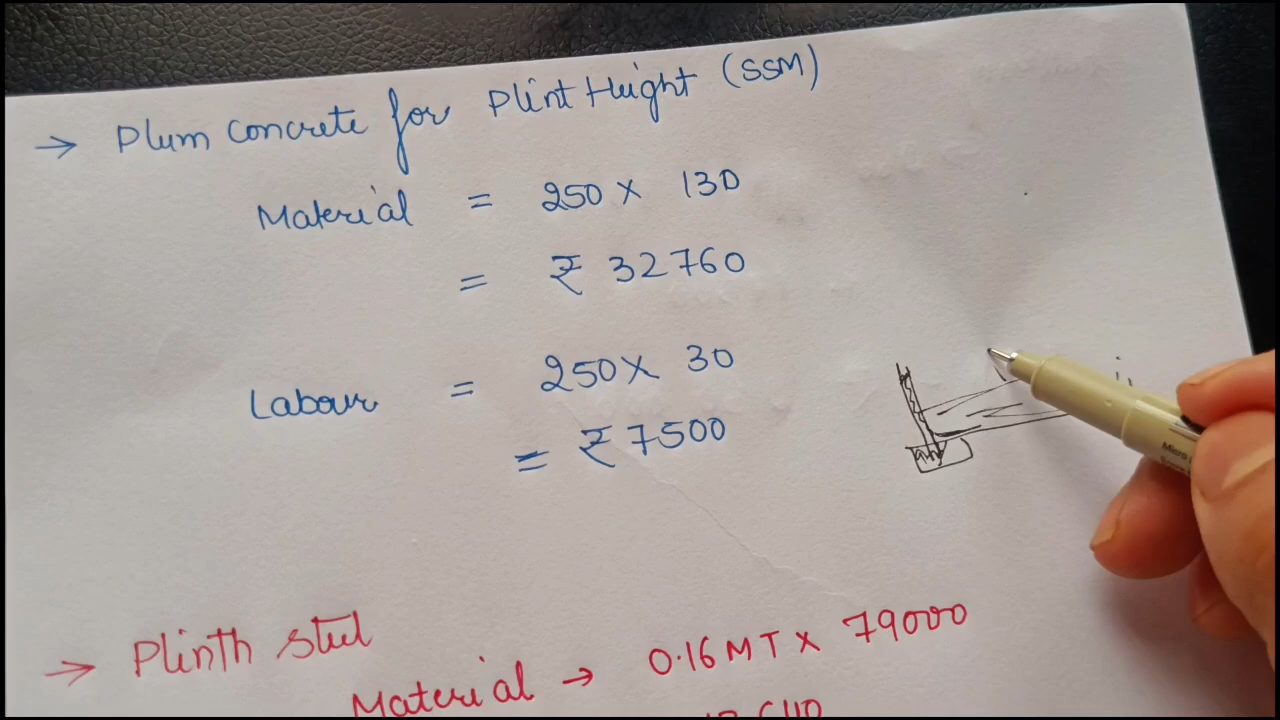 → Plum concrete for Plint Height (SSM)
Material = 250 x 130
= ₹ 32760
Labour = 250 x 30
= ₹ 7500
→ Plinth steel
Material → 0.16 MT x 79000
Micro